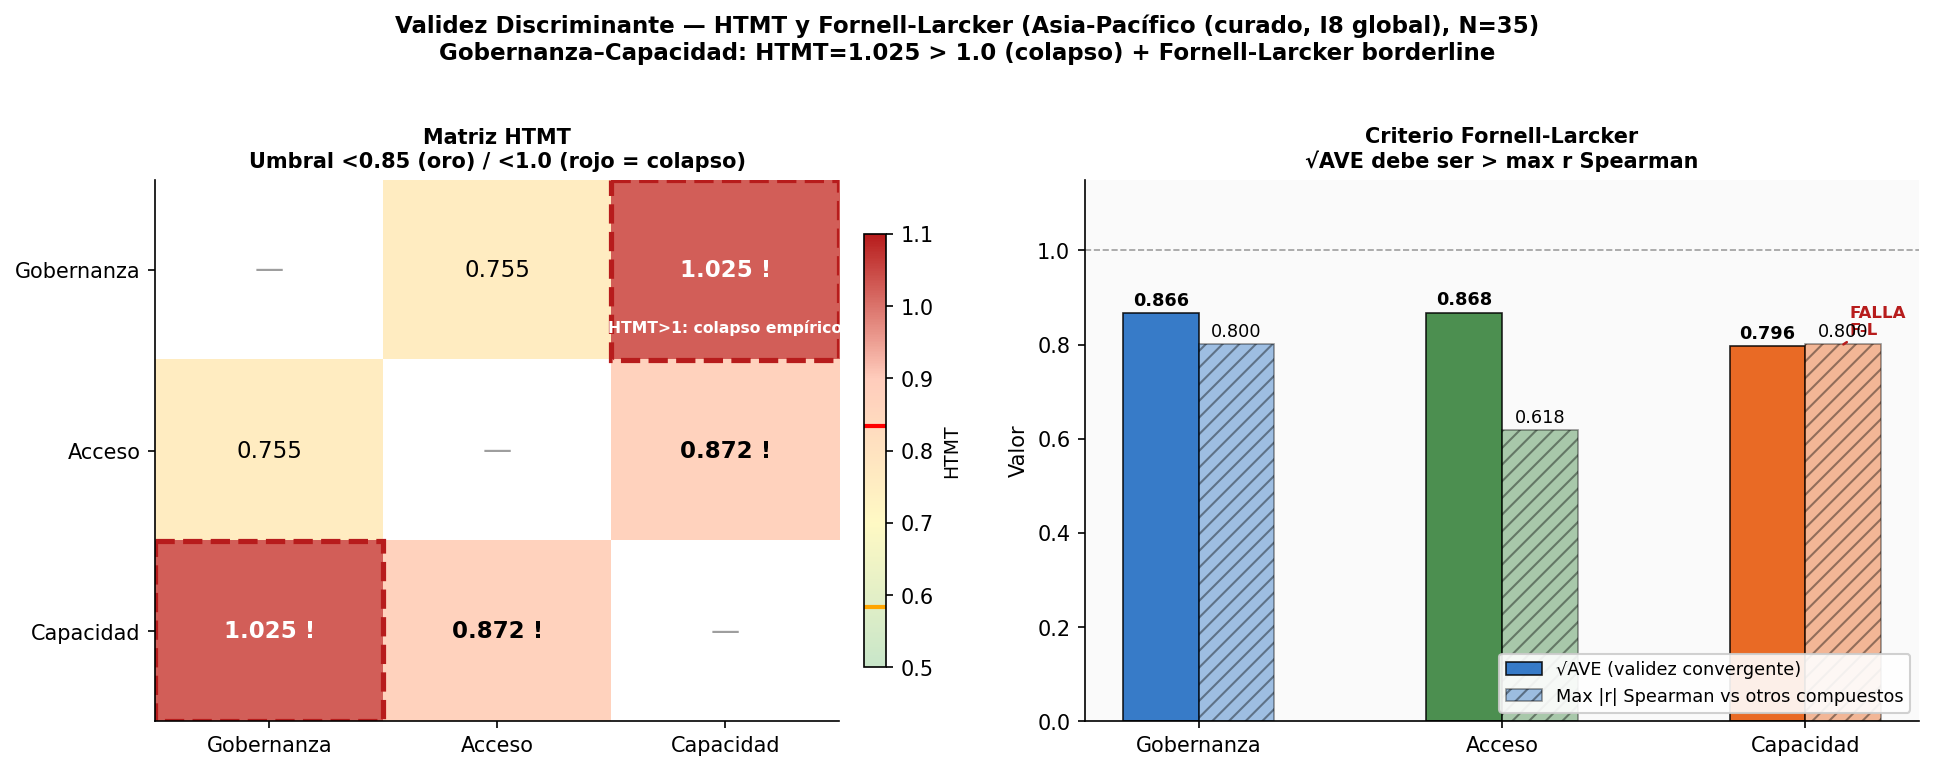 Validez Discriminante — HTMT y Fornell-Larcker (Asia-Pacífico (curado, I8 global), N=35)
Gobernanza–Capacidad: HTMT=1.025 > 1.0 (colapso) + Fornell-Larcker borderline
Matriz HTMT
Umbral <0.85 (oro) / <1.0 (rojo = colapso)
Gobernanza
—
0.755
1.025 !
HTMT>1: colapso empírico
Acceso
0.755
—
0.872 !
Capacidad
1.025 !
0.872 !
—
Gobernanza
Acceso
Capacidad
1.1
1.0
0.9
0.8
0.7
0.6
0.5
HTMT
Criterio Fornell-Larcker
√AVE debe ser > max r Spearman
Valor
1.0
0.8
0.6
0.4
0.2
0.0
0.866
0.800
0.868
0.618
0.796
0.800
FALLA
F-L
√AVE (validez convergente)
Max |r| Spearman vs otros compuestos
Gobernanza
Acceso
Capacidad